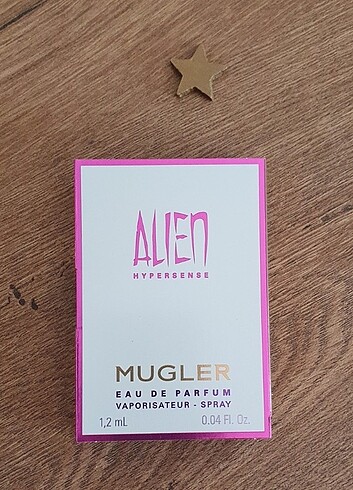 ALIEN
HYPERSENSE
MUGLER
EAU DE PARFUM
VAPORISATEUR - SPRAY
1,2 mL 0.04 Fl. Oz.